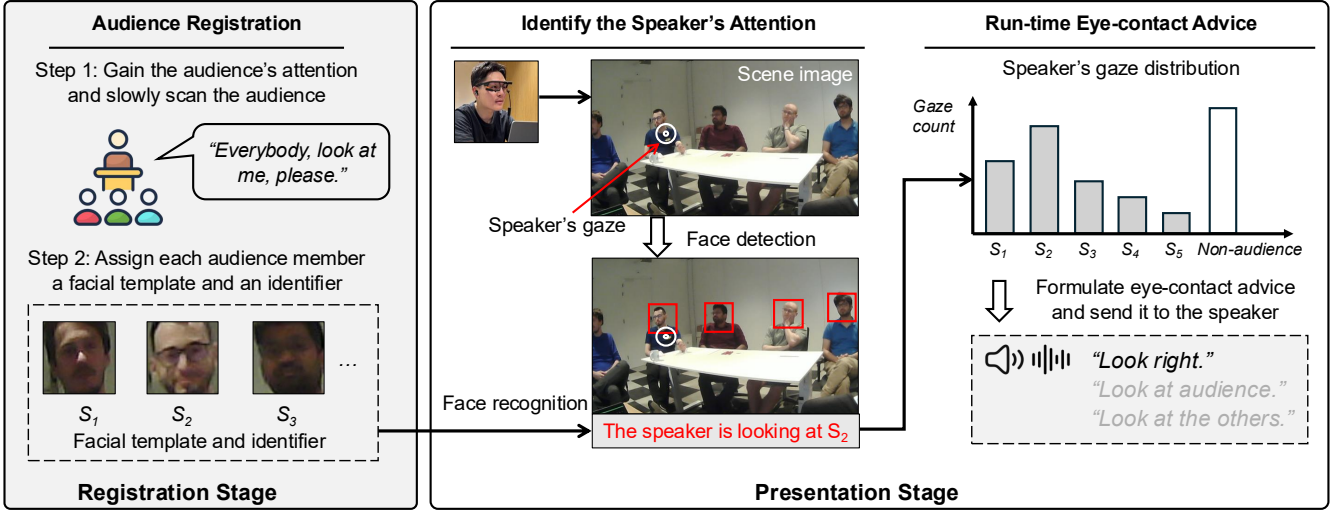 Audience Registration
Step 1: Gain the audience's attention
and slowly scan the audience
"Everybody, look at
me, please."
Step 2: Assign each audience member
a facial template and an identifier
...
S1
S2
S3
Facial template and identifier
Registration Stage
Identify the Speaker's Attention
Scene image
Speaker's gaze
Face detection
Face recognition
The speaker is looking at S2
Run-time Eye-contact Advice
Speaker's gaze distribution
Gaze
count
S1 S2 S3 S4 S5 Non-audience
Formulate eye-contact advice
and send it to the speaker
"Look right."
"Look at audience."
"Look at the others."
Presentation Stage